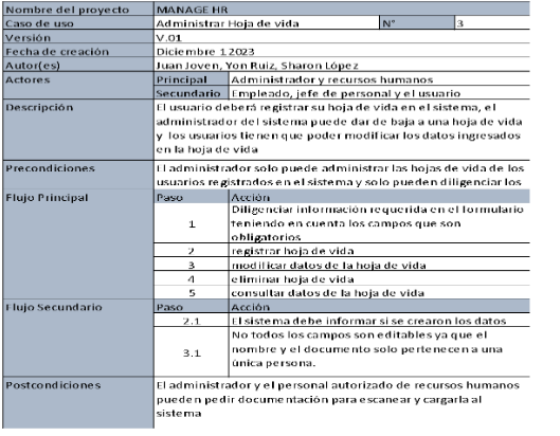 Nombre del proyecto MANAGE HR
Caso de uso Administrar Hoja de vida N° 3
Versión V.01
Fecha de creación Diciembre 1 2023
Autor(es) Juan Joven, Yon Ruiz, Sharon López
Actores Principal Administrador y recursos humanos
Secundario Empleado, jefe de personal y el usuario
Descripción El usuario deberá registrar su hoja de vida en el sistema, el
administrador del sistema puede dar de baja a una hoja de vida
y los usuarios tienen que poder modificar los datos ingresados
en la hoja de vida
Precondiciones El administrador solo puede administrar las hojas de vida de los
usuarios registrados en el sistema y solo pueden diligenciar los
Flujo Principal Paso Acción
Diligenciar información requerida en el formulario
1 teniendo en cuenta los campos que son
obligatorios
2 registrar hoja de vida
3 modificar datos de la hoja de vida
4 eliminar hoja de vida
5 consultar datos de la hoja de vida
Flujo Secundario Paso Acción
2.1 El sistema debe informar si se crearon los datos
No todos los campos son editables ya que el
3.1 nombre y el documento solo pertenecen a una
única persona.
Postcondiciones El administrador y el personal autorizado de recursos humanos
pueden pedir documentación para escanear y cargarla al
sistema